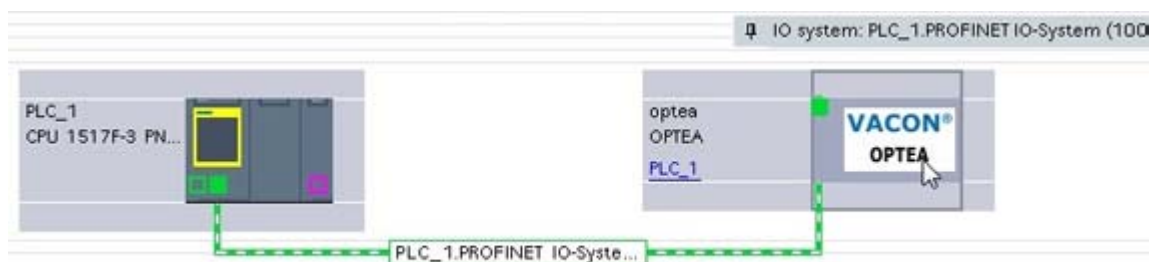 IO system: PLC_1.PROFINET IO-System (100
PLC_1
CPU 1517F-3 PN...
optea
OPTEA
PLC_1
VACON®
OPTEA
PLC_1.PROFINET IO-Syste...